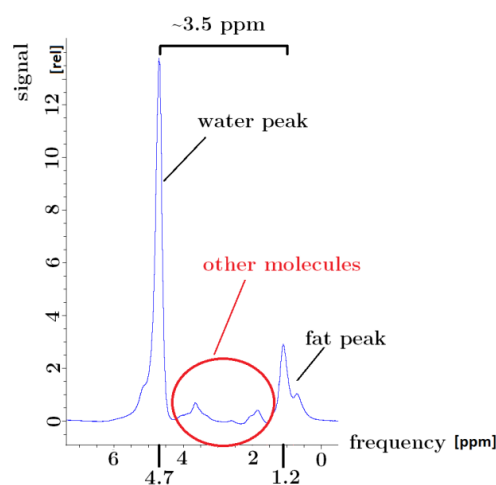 ~3.5 ppm
signal [rel]
12
10
8
6
4
2
0
water peak
other molecules
fat peak
frequency [ppm]
6 4 2 0
4.7 1.2